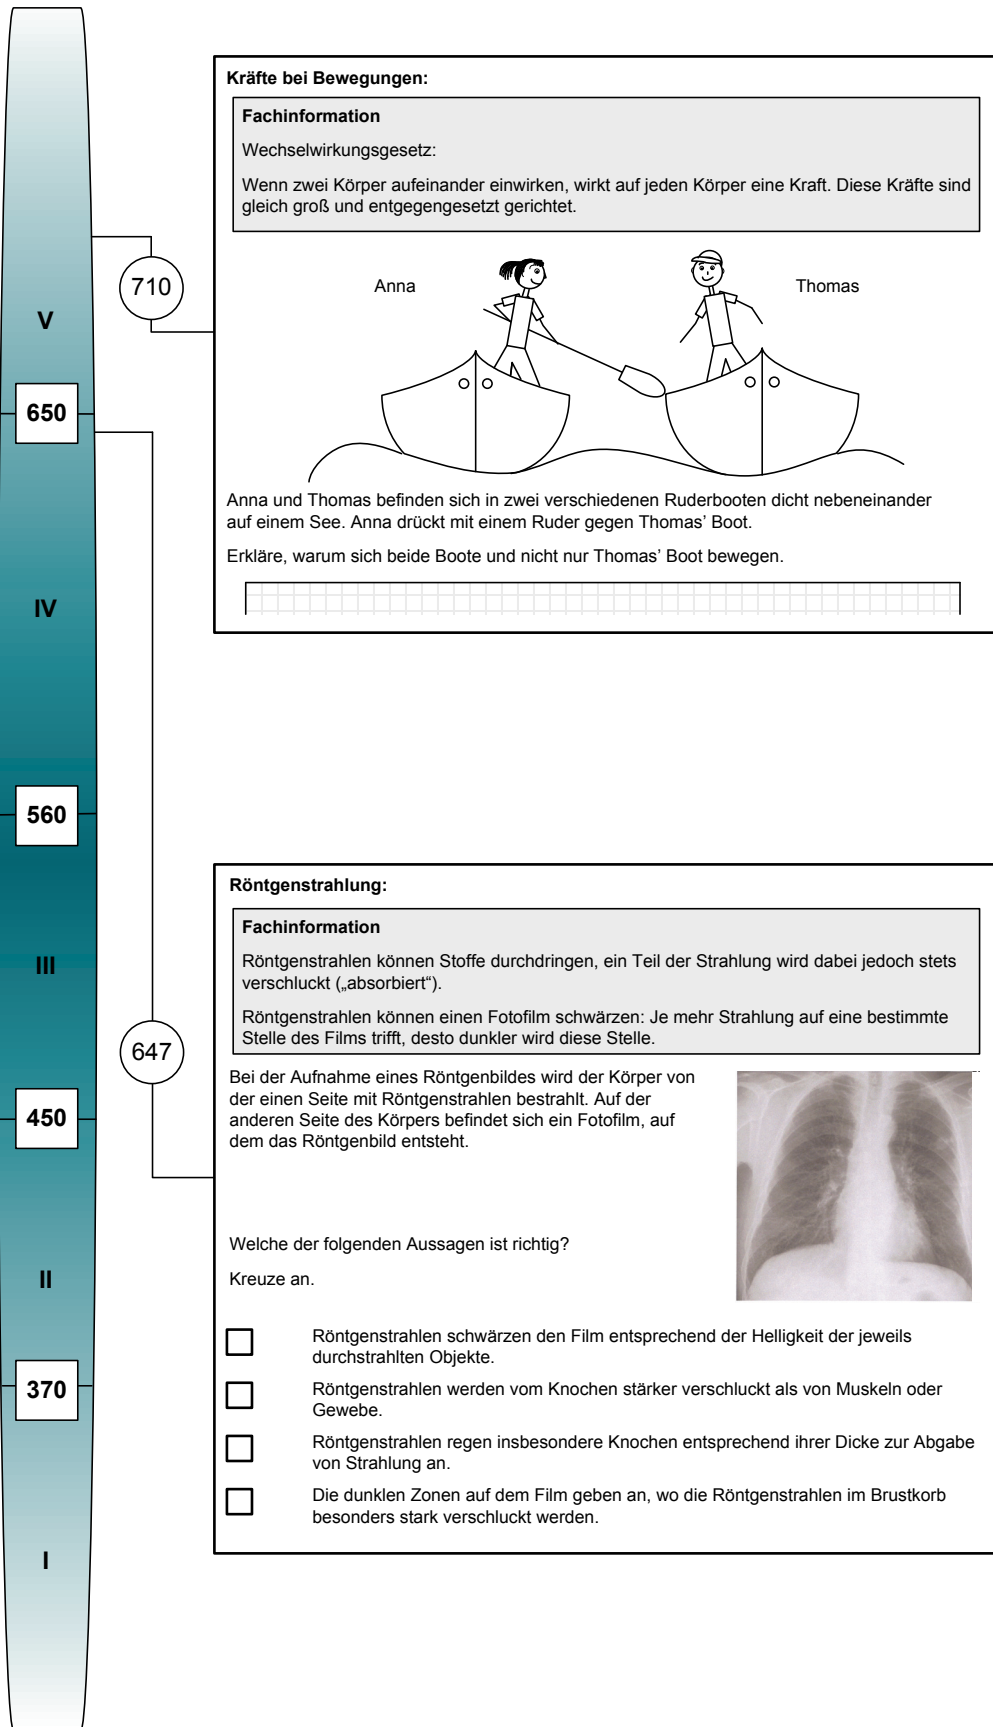 Kräfte bei Bewegungen:
Fachinformation
Wechselwirkungsgesetz:
Wenn zwei Körper aufeinander einwirken, wirkt auf jeden Körper eine Kraft. Diese Kräfte sind
gleich groß und entgegengesetzt gerichtet.
710
Anna
Thomas
V
650
Anna und Thomas befinden sich in zwei verschiedenen Ruderbooten dicht nebeneinander
auf einem See. Anna drückt mit einem Ruder gegen Thomas’ Boot.
Erkläre, warum sich beide Boote und nicht nur Thomas’ Boot bewegen.
IV
560
Röntgenstrahlung:
Fachinformation
Röntgenstrahlen können Stoffe durchdringen, ein Teil der Strahlung wird dabei jedoch stets
verschluckt („absorbiert“).
Röntgenstrahlen können einen Fotofilm schwärzen: Je mehr Strahlung auf eine bestimmte
Stelle des Films trifft, desto dunkler wird diese Stelle.
III
647
Bei der Aufnahme eines Röntgenbildes wird der Körper von
der einen Seite mit Röntgenstrahlen bestrahlt. Auf der
anderen Seite des Körpers befindet sich ein Fotofilm, auf
dem das Röntgenbild entsteht.
450
Welche der folgenden Aussagen ist richtig?
Kreuze an.
II
Röntgenstrahlen schwärzen den Film entsprechend der Helligkeit der jeweils
durchstrahlten Objekte.
370
Röntgenstrahlen werden vom Knochen stärker verschluckt als von Muskeln oder
Gewebe.
Röntgenstrahlen regen insbesondere Knochen entsprechend ihrer Dicke zur Abgabe
von Strahlung an.
Die dunklen Zonen auf dem Film geben an, wo die Röntgenstrahlen im Brustkorb
besonders stark verschluckt werden.
I